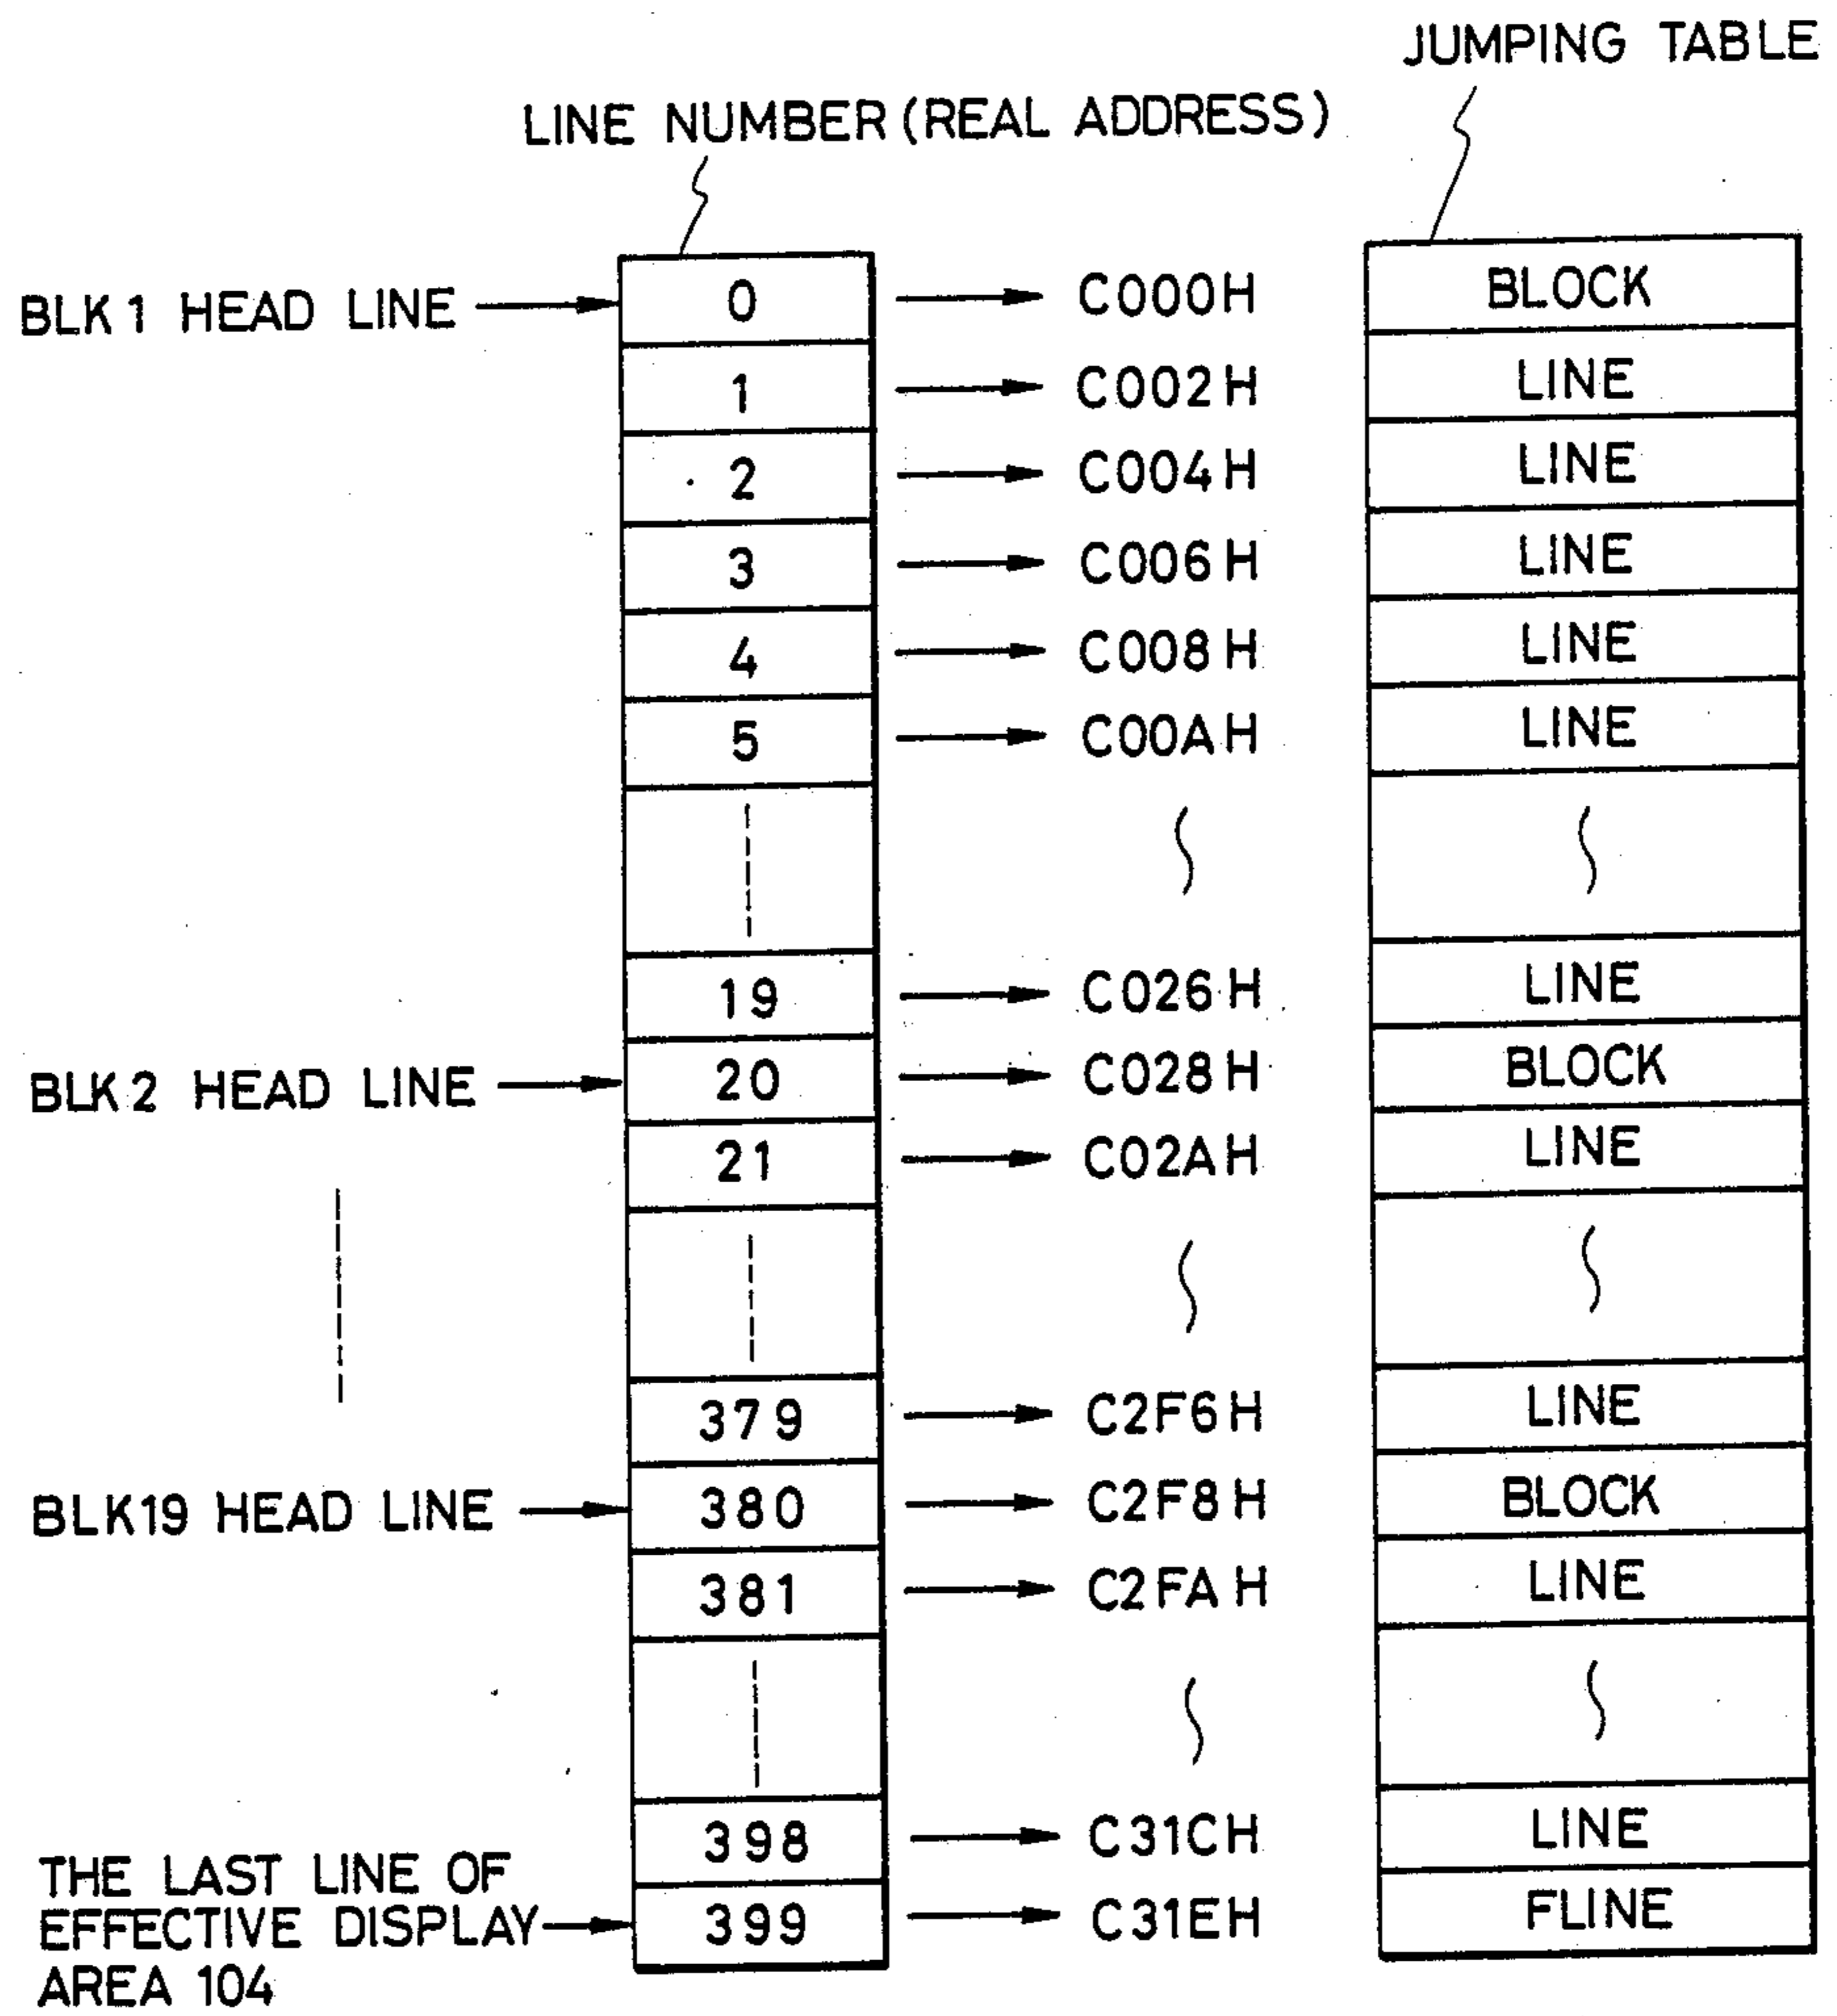 JUMPING TABLE
LINE NUMBER (REAL ADDRESS)
BLK1 HEAD LINE 0 C000H BLOCK
1 C002H LINE
2 C004H LINE
3 C006H LINE
4 C008H LINE
5 C00AH LINE
19 C026H LINE
BLK2 HEAD LINE 20 C028H BLOCK
21 C02AH LINE
379 C2F6H LINE
BLK19 HEAD LINE 380 C2F8H BLOCK
381 C2FAH LINE
398 C31CH LINE
THE LAST LINE OF
EFFECTIVE DISPLAY 399 C31EH FLINE
AREA 104